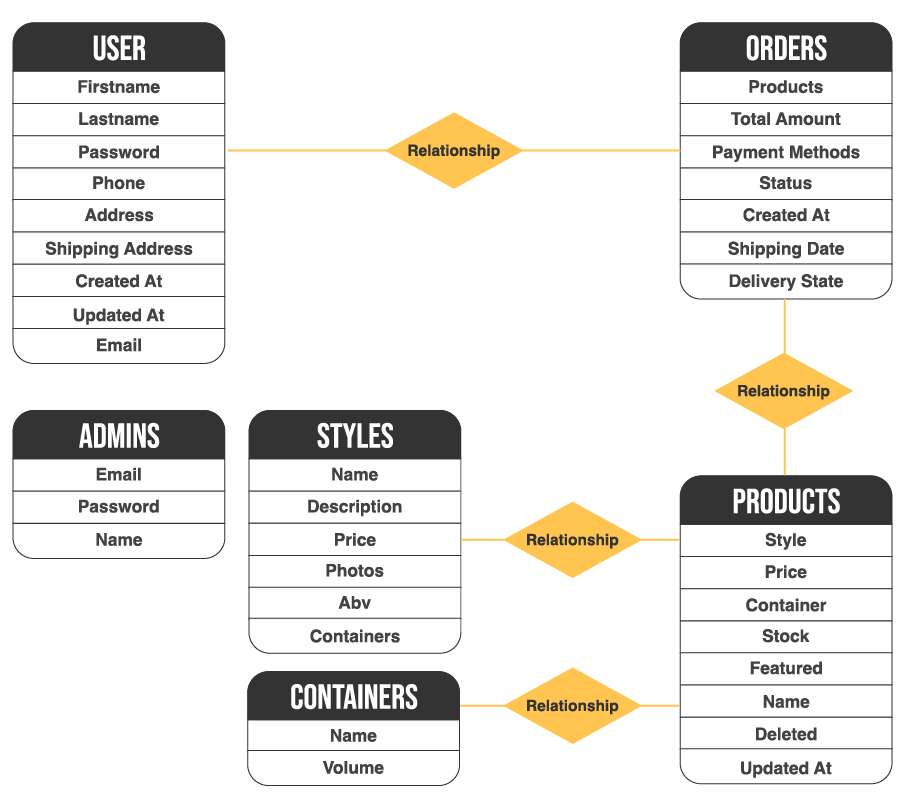 USER
Firstname
Lastname
Password
Phone
Address
Shipping Address
Created At
Updated At
Email
Relationship
ORDERS
Products
Total Amount
Payment Methods
Status
Created At
Shipping Date
Delivery State
Relationship
ADMINS
Email
Password
Name
STYLES
Name
Description
Price
Photos
Abv
Containers
Relationship
PRODUCTS
Style
Price
Container
Stock
Featured
Name
Deleted
Updated At
CONTAINERS
Name
Volume
Relationship